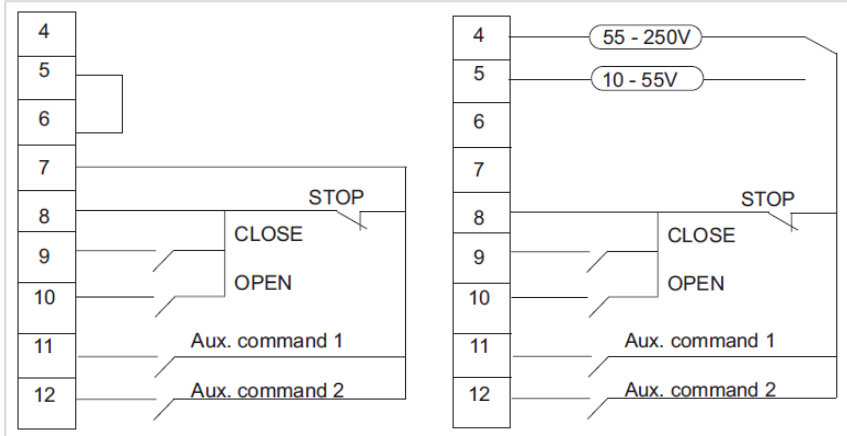 4
5
6
7
8
9
10
11
12
STOP
CLOSE
OPEN
Aux. command 1
Aux. command 2
4
5
6
7
8
9
10
11
12
55 - 250V
10 - 55V
STOP
CLOSE
OPEN
Aux. command 1
Aux. command 2